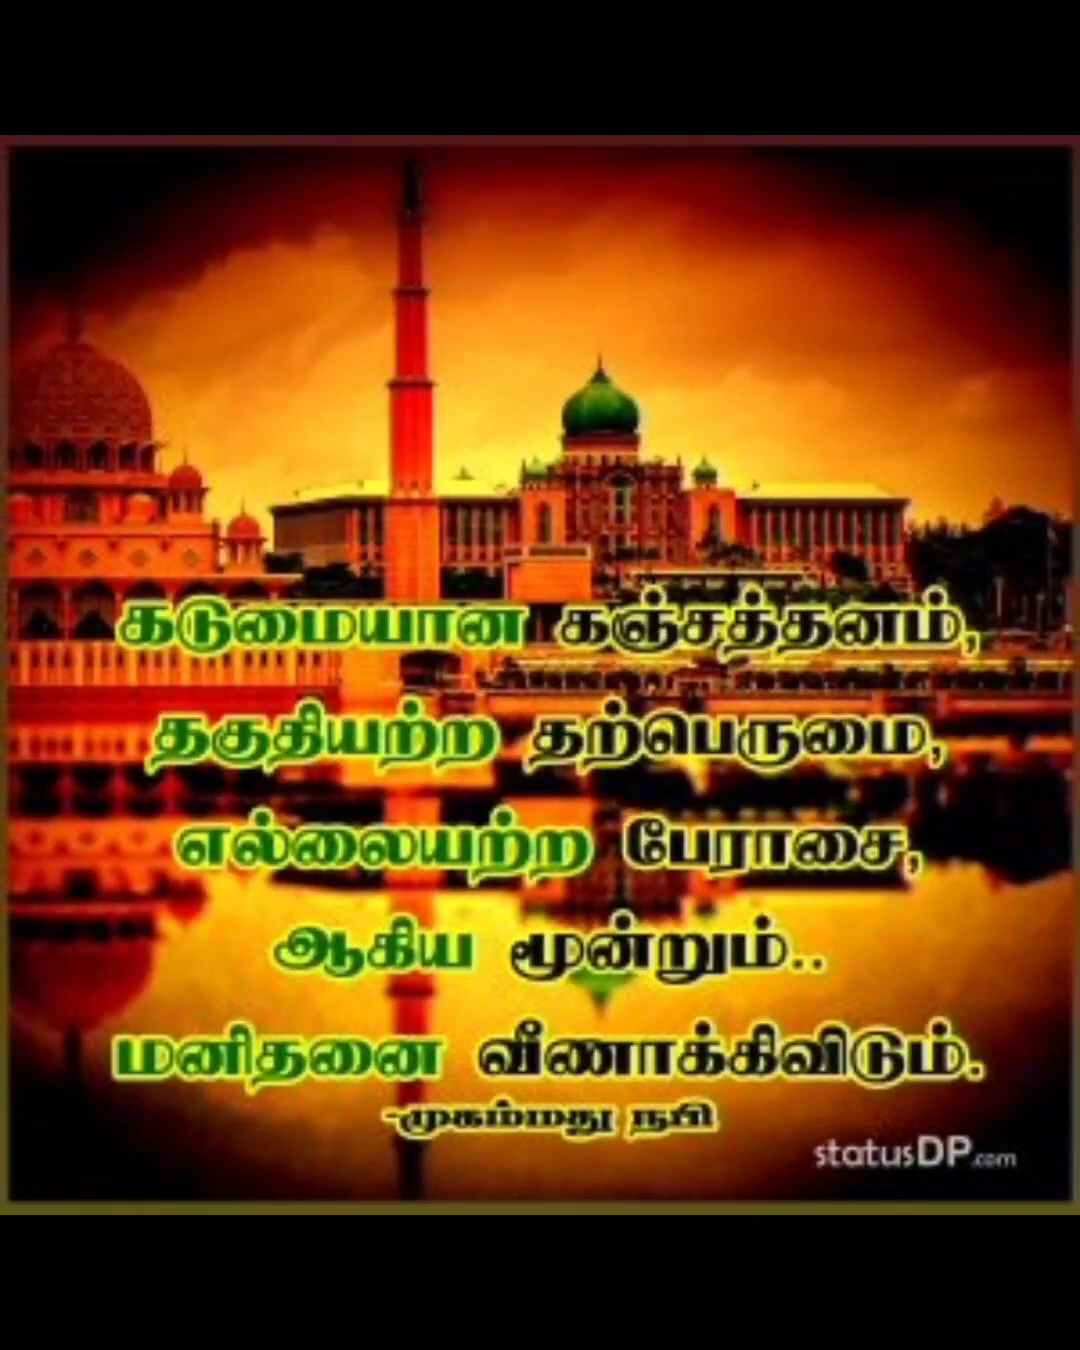 கடுமையான கஞ்சத்தனம்,
தகுதியற்ற தற்பெருமை,
எல்லையற்ற பேராசை,
ஆகிய மூன்றும்..
மனிதனை வீணாக்கிவிடும்.
-முகம்மது நபி
statusDP.com